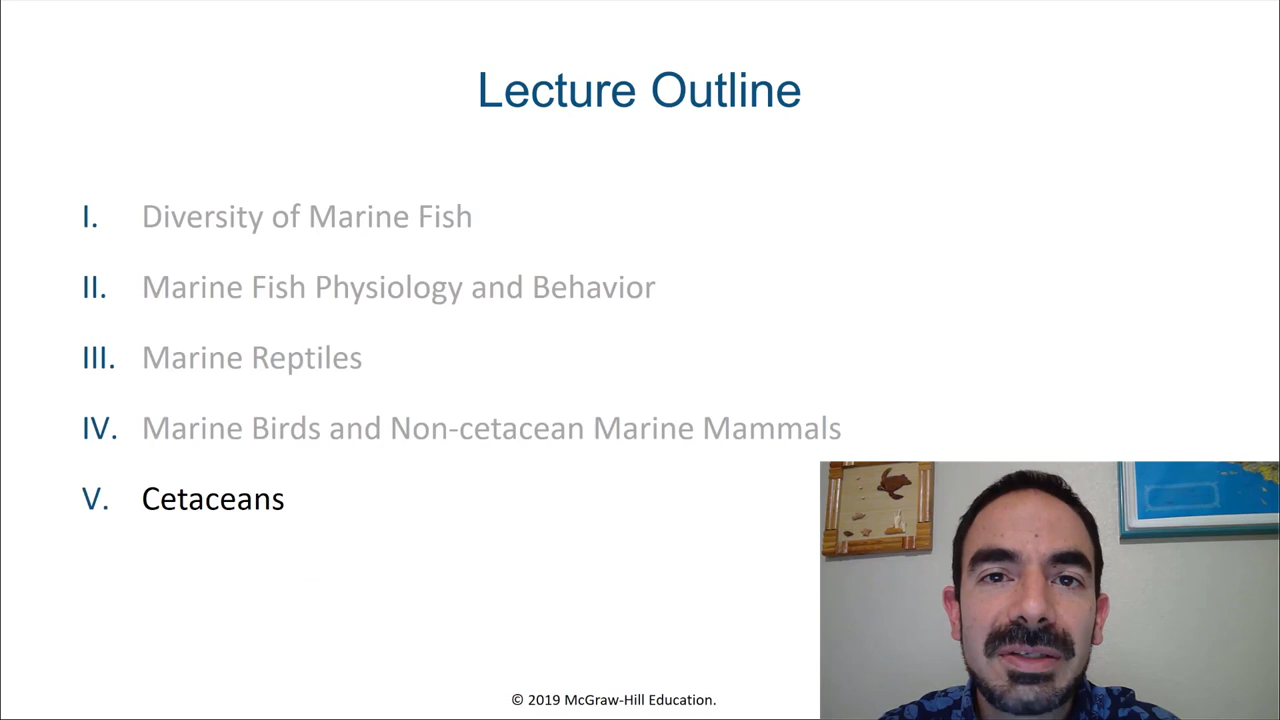 Lecture Outline
I. Diversity of Marine Fish
II. Marine Fish Physiology and Behavior
III. Marine Reptiles
IV. Marine Birds and Non-cetacean Marine Mammals
V. Cetaceans
© 2019 McGraw-Hill Education.